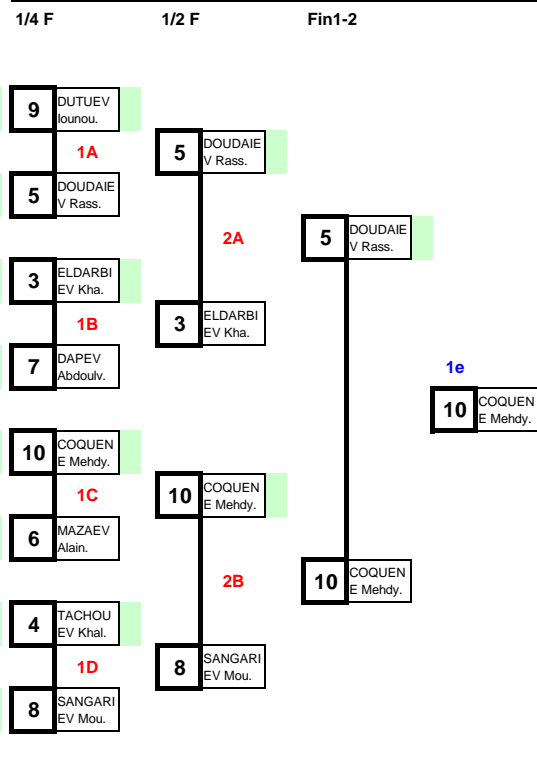 1/4 F 1/2 F Fin1-2
9 DUTUEV
Iounou.
1A
5 DOUDAIE
V Rass.
3 ELDARBI
EV Kha.
1B
7 DAPEV
Abdoulv.
10 COQUEN
E Mehdy.
1C
6 MAZAEV
Alain.
4 TACHOU
EV Khal.
1D
8 SANGARI
EV Mou.
5 DOUDAIE
V Rass.
2A
3 ELDARBI
EV Kha.
10 COQUEN
E Mehdy.
2B
8 SANGARI
EV Mou.
5 DOUDAIE
V Rass.
10 COQUEN
E Mehdy.
1e
10 COQUEN
E Mehdy.